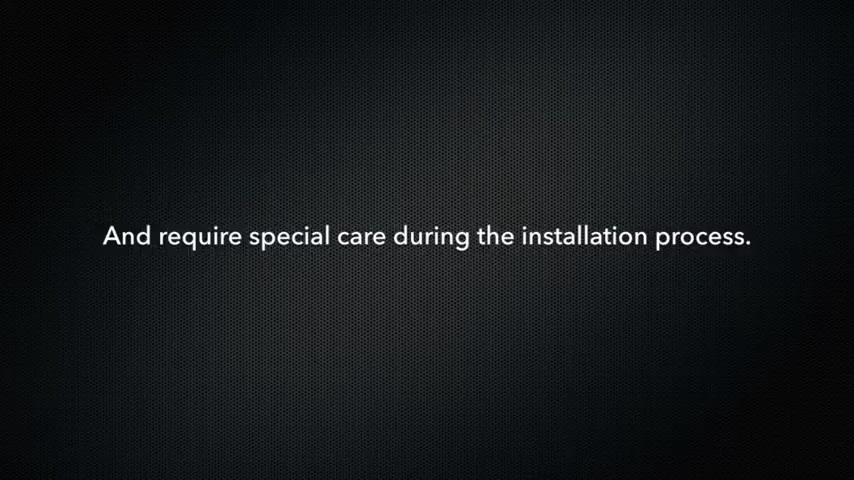 And require special care during the installation process.